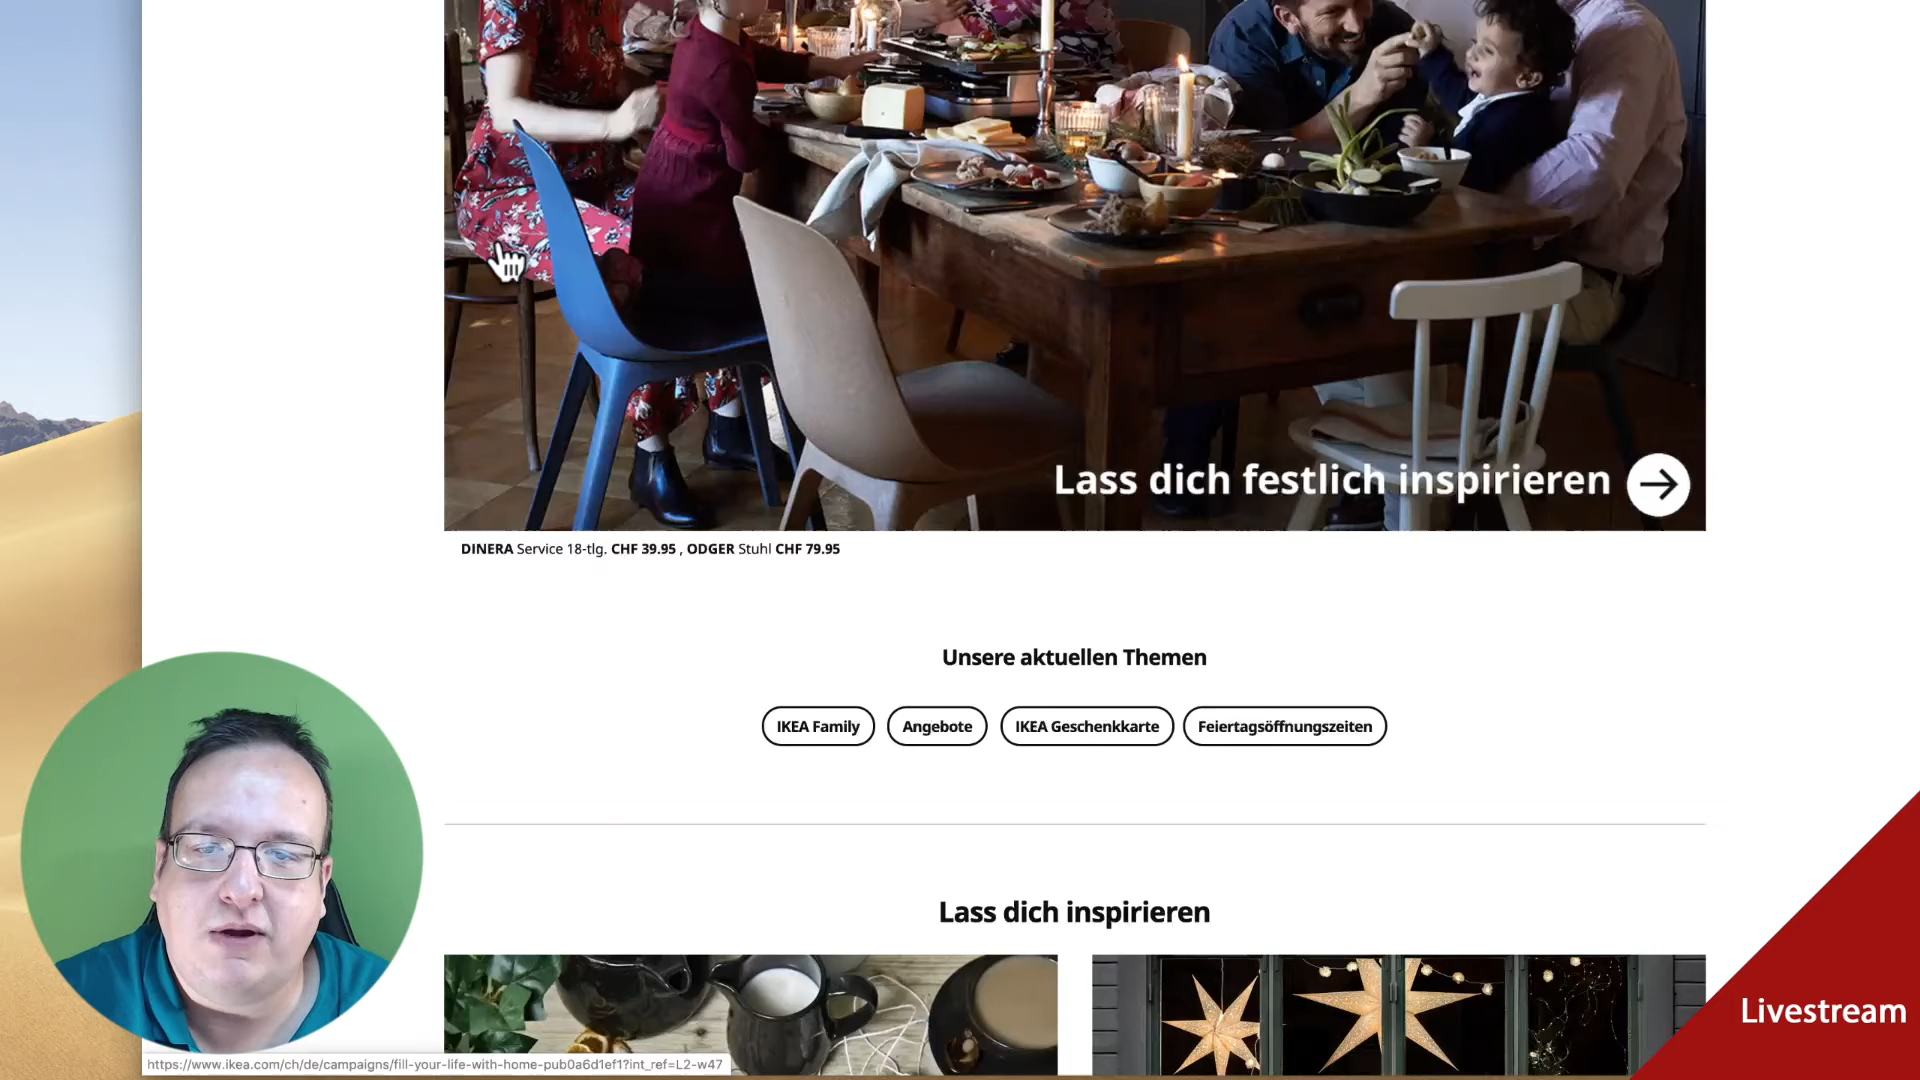 Lass dich festlich inspirieren
DINERA Service 18-tlg. CHF 39.95 , ODGER Stuhl CHF 79.95
Unsere aktuellen Themen
IKEA Family
Angebote
IKEA Geschenkkarte
Feiertagsöffnungszeiten
Lass dich inspirieren
Livestream
https://www.ikea.com/ch/de/campaigns/fill-your-life-with-home-pub0a6d1ef1?int_ref=L2-w47